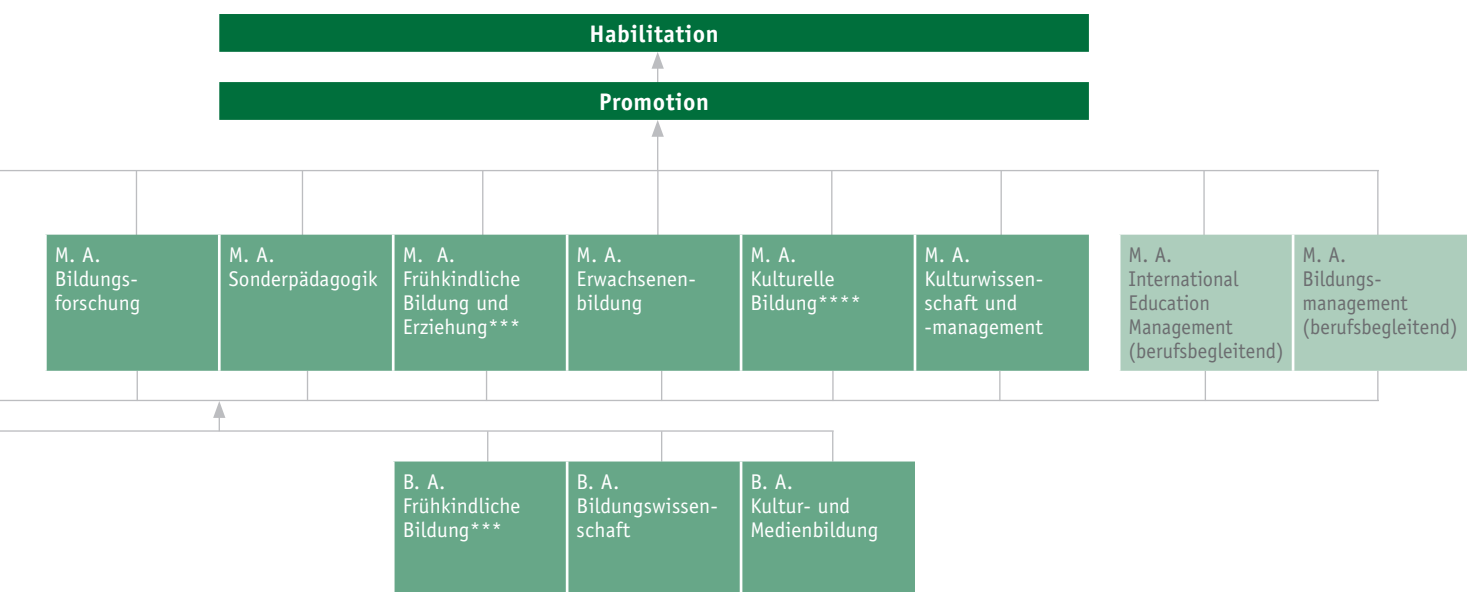 Habilitation
Promotion
M. A.
Bildungs-
forschung
M. A.
Sonderpädagogik
M. A.
Frühkindliche
Bildung und
Erziehung***
M. A.
Erwachsenen-
bildung
M. A.
Kulturelle
Bildung****
M. A.
Kulturwissen-
schaft und
-management
M. A.
International
Education
Management
(berufsbegleitend)
M. A.
Bildungs-
management
(berufsbegleitend)
B. A.
Frühkindliche
Bildung***
B. A.
Bildungswissen-
schaft
B. A.
Kultur- und
Medienbildung